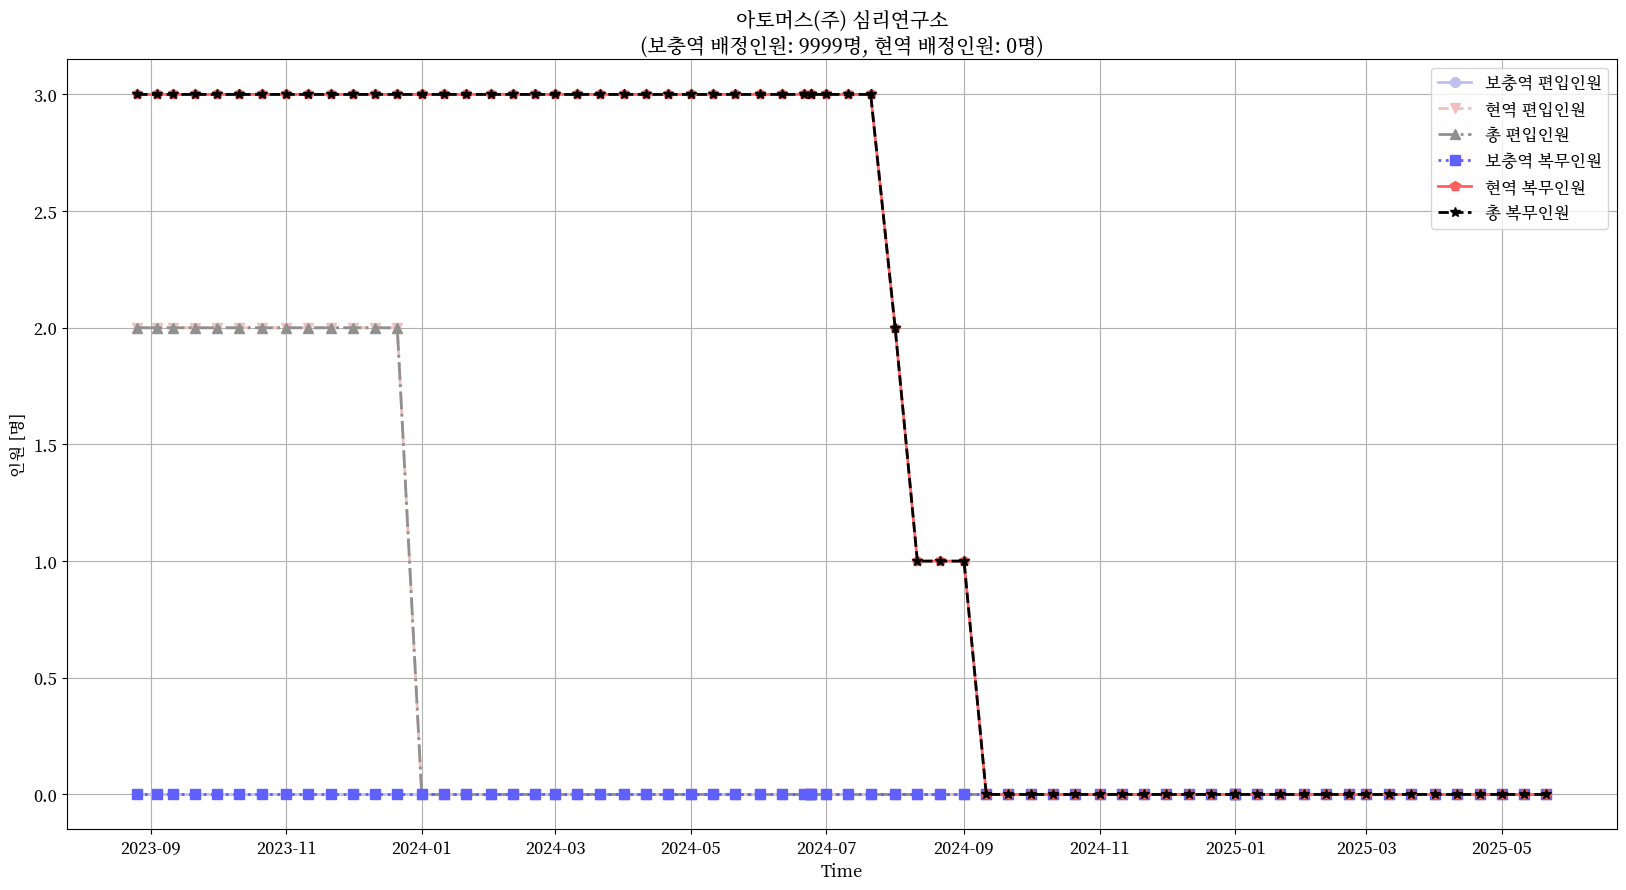 아토머스(주) 심리연구소
(보충역 배정인원: 9999명, 현역 배정인원: 0명)
보충역 편입인원
현역 편입인원
총 편입인원
보충역 복무인원
현역 복무인원
총 복무인원
인원 [명]
3.0
2.5
2.0
1.5
1.0
0.5
0.0
2023-09
2023-11
2024-01
2024-03
2024-05
2024-07
2024-09
2024-11
2025-01
2025-03
2025-05
Time